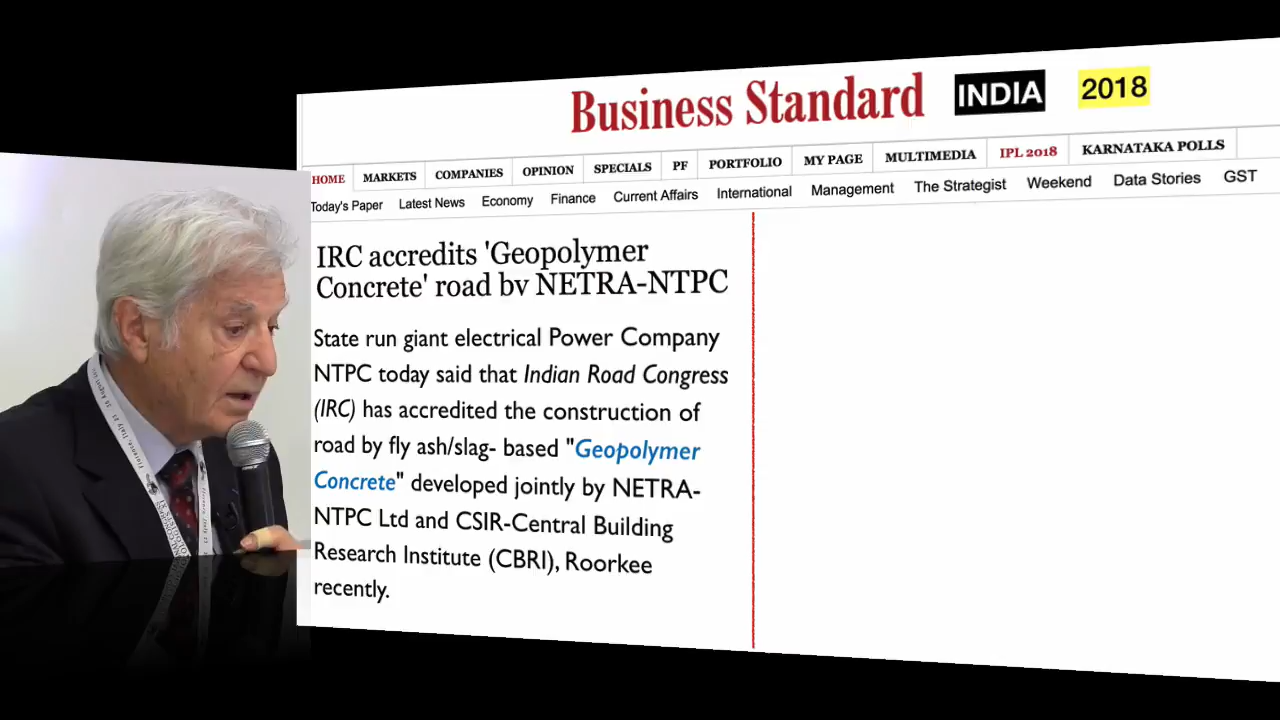 Business Standard INDIA 2018
HOME MARKETS COMPANIES OPINION SPECIALS PF PORTFOLIO MY PAGE MULTIMEDIA IPL 2018 KARNATAKA POLLS
Today's Paper Latest News Economy Finance Current Affairs International Management The Strategist Weekend Data Stories GST
IRC accredits 'Geopolymer
Concrete' road bv NETRA-NTPC
State run giant electrical Power Company
NTPC today said that Indian Road Congress
(IRC) has accredited the construction of
road by fly ash/slag- based "Geopolymer
Concrete" developed jointly by NETRA-
NTPC Ltd and CSIR-Central Building
Research Institute (CBRI), Roorkee
recently.
Florence, Italy